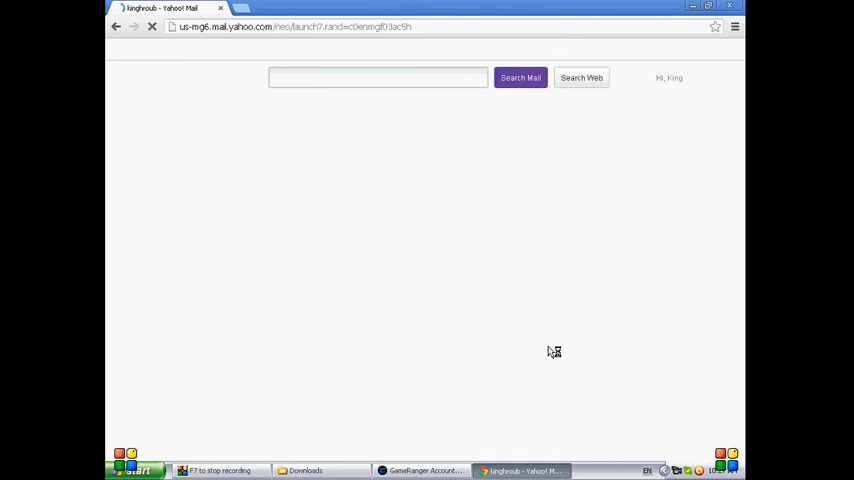 kinghroub - Yahoo! Mail
us-mg6.mail.yahoo.com/neo/launch?.rand=c0enmgf03ac5h
Search Mail
Search Web
Hi, King
start
F7 to stop recording
Downloads
GameRanger Account...
kinghroub - Yahoo! M...
EN